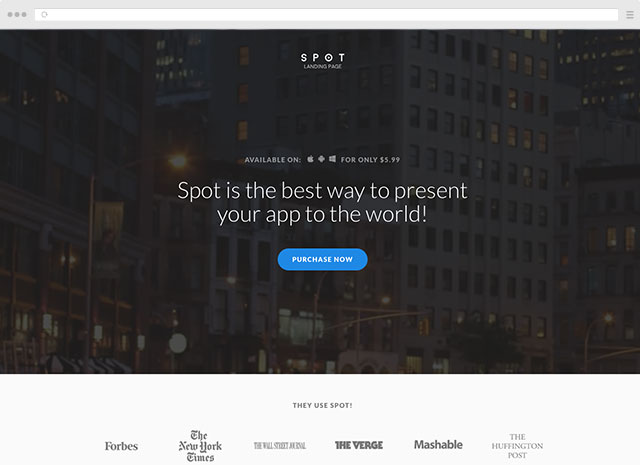 SPOT
LANDING PAGE
AVAILABLE ON: FOR ONLY $5.99
Spot is the best way to present
your app to the world!
PURCHASE NOW
THEY USE SPOT!
Forbes
The
New York
Times
THE WALL STREET JOURNAL
THE VERGE
Mashable
THE
HUFFINGTON
POST